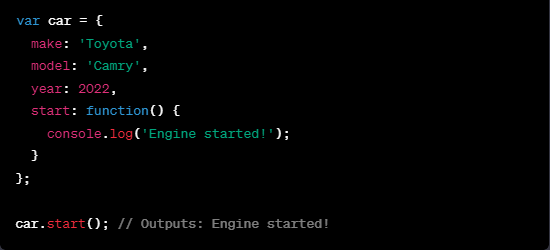 var car = {
  make: 'Toyota',
  model: 'Camry',
  year: 2022,
  start: function() {
    console.log('Engine started!');
  }
};

car.start(); // Outputs: Engine started!